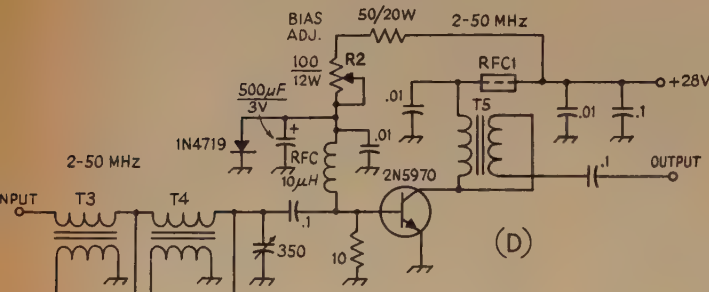 BIAS ADJ.
50/20W
2-50 MHz
R2
100
12W
RFC1
+28V
500µF
3V
+
.01
.01
.1
T5
1N4719
.01
RFC
10µH
2-50 MHz
2N5970
.1
OUTPUT
NPUT
T3
T4
.1
350
10
(D)